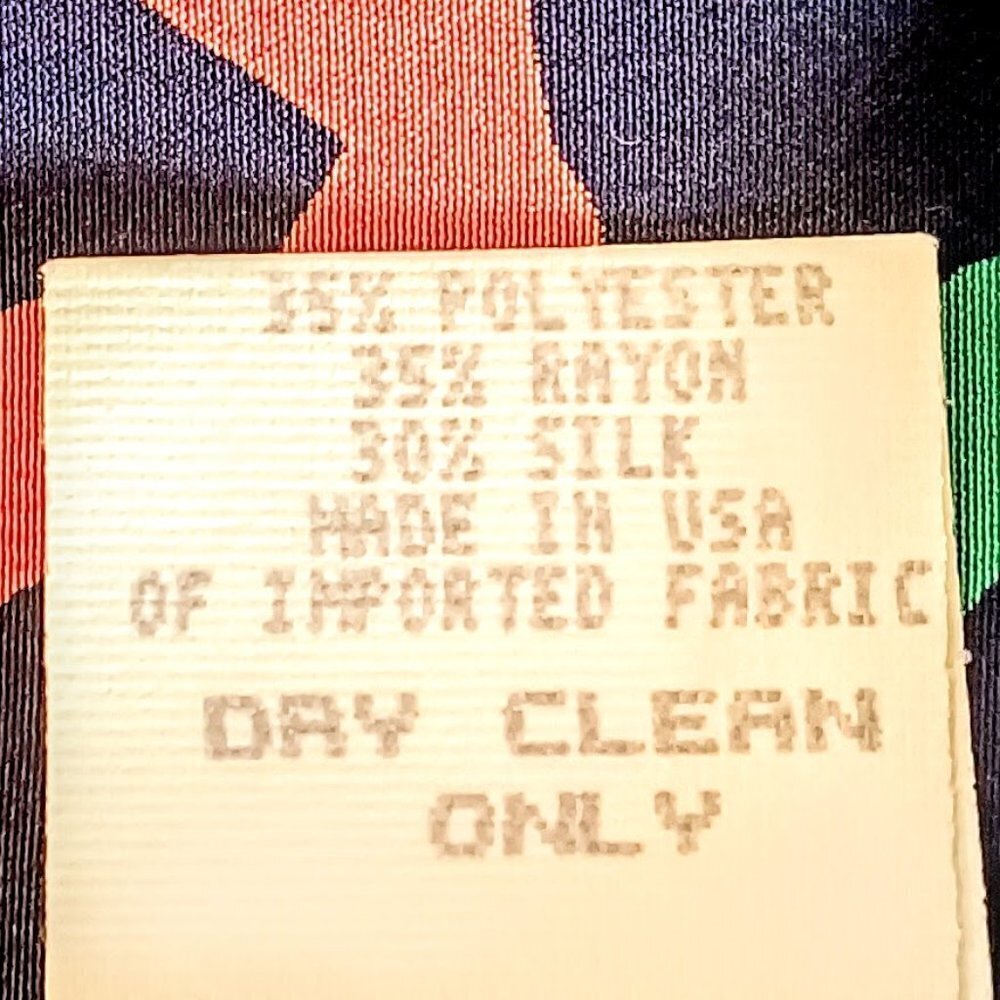 35% POLYESTER
35% RAYON
30% SILK
MADE IN USA
OF IMPORTED FABRIC
DRY CLEAN
ONLY